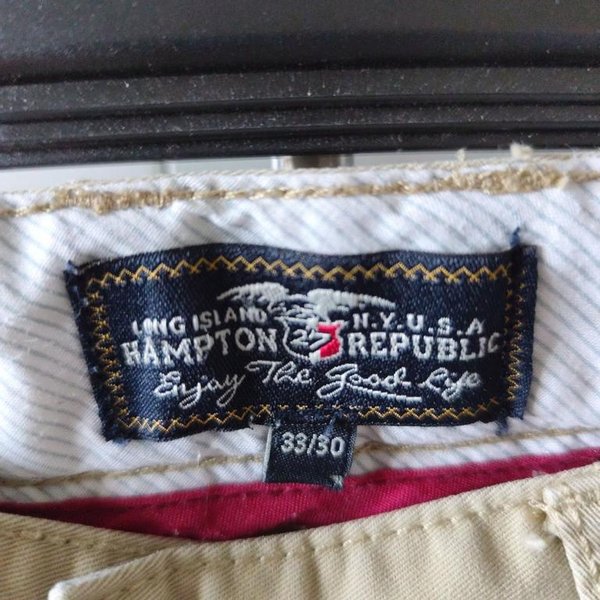 LONG ISLAND N.Y.U.S.A
HAMPTON 27 REPUBLIC
Enjoy The Good Life
33/30